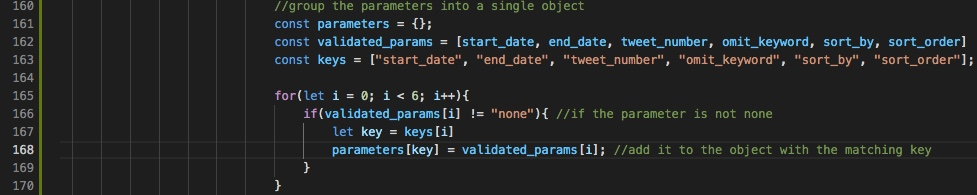 160 //group the parameters into a single object
161 const parameters = {};
162 const validated_params = [start_date, end_date, tweet_number, omit_keyword, sort_by, sort_order]
163 const keys = ["start_date", "end_date", "tweet_number", "omit_keyword", "sort_by", "sort_order"];
164
165 for(let i = 0; i < 6; i++){
166 if(validated_params[i] != "none"){ //if the parameter is not none
167 let key = keys[i]
168 parameters[key] = validated_params[i]; //add it to the object with the matching key
169 }
170 }